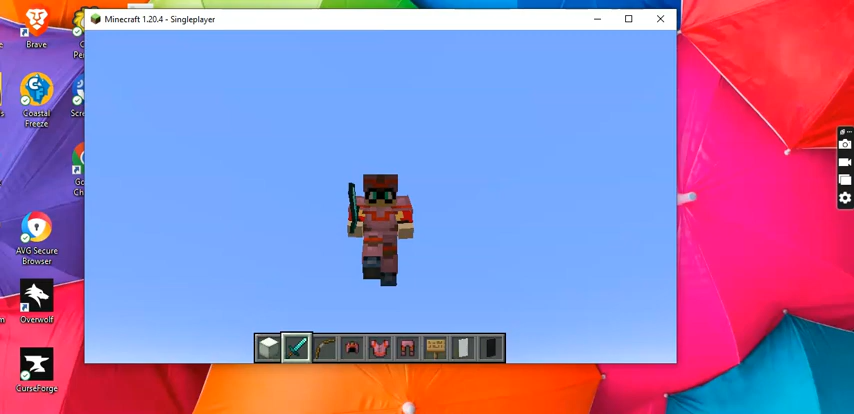 Minecraft 1.20.4 - Singleplayer
Brave
Coastal
Freeze
AVG Secure
Browser
Overwolf
CurseForge